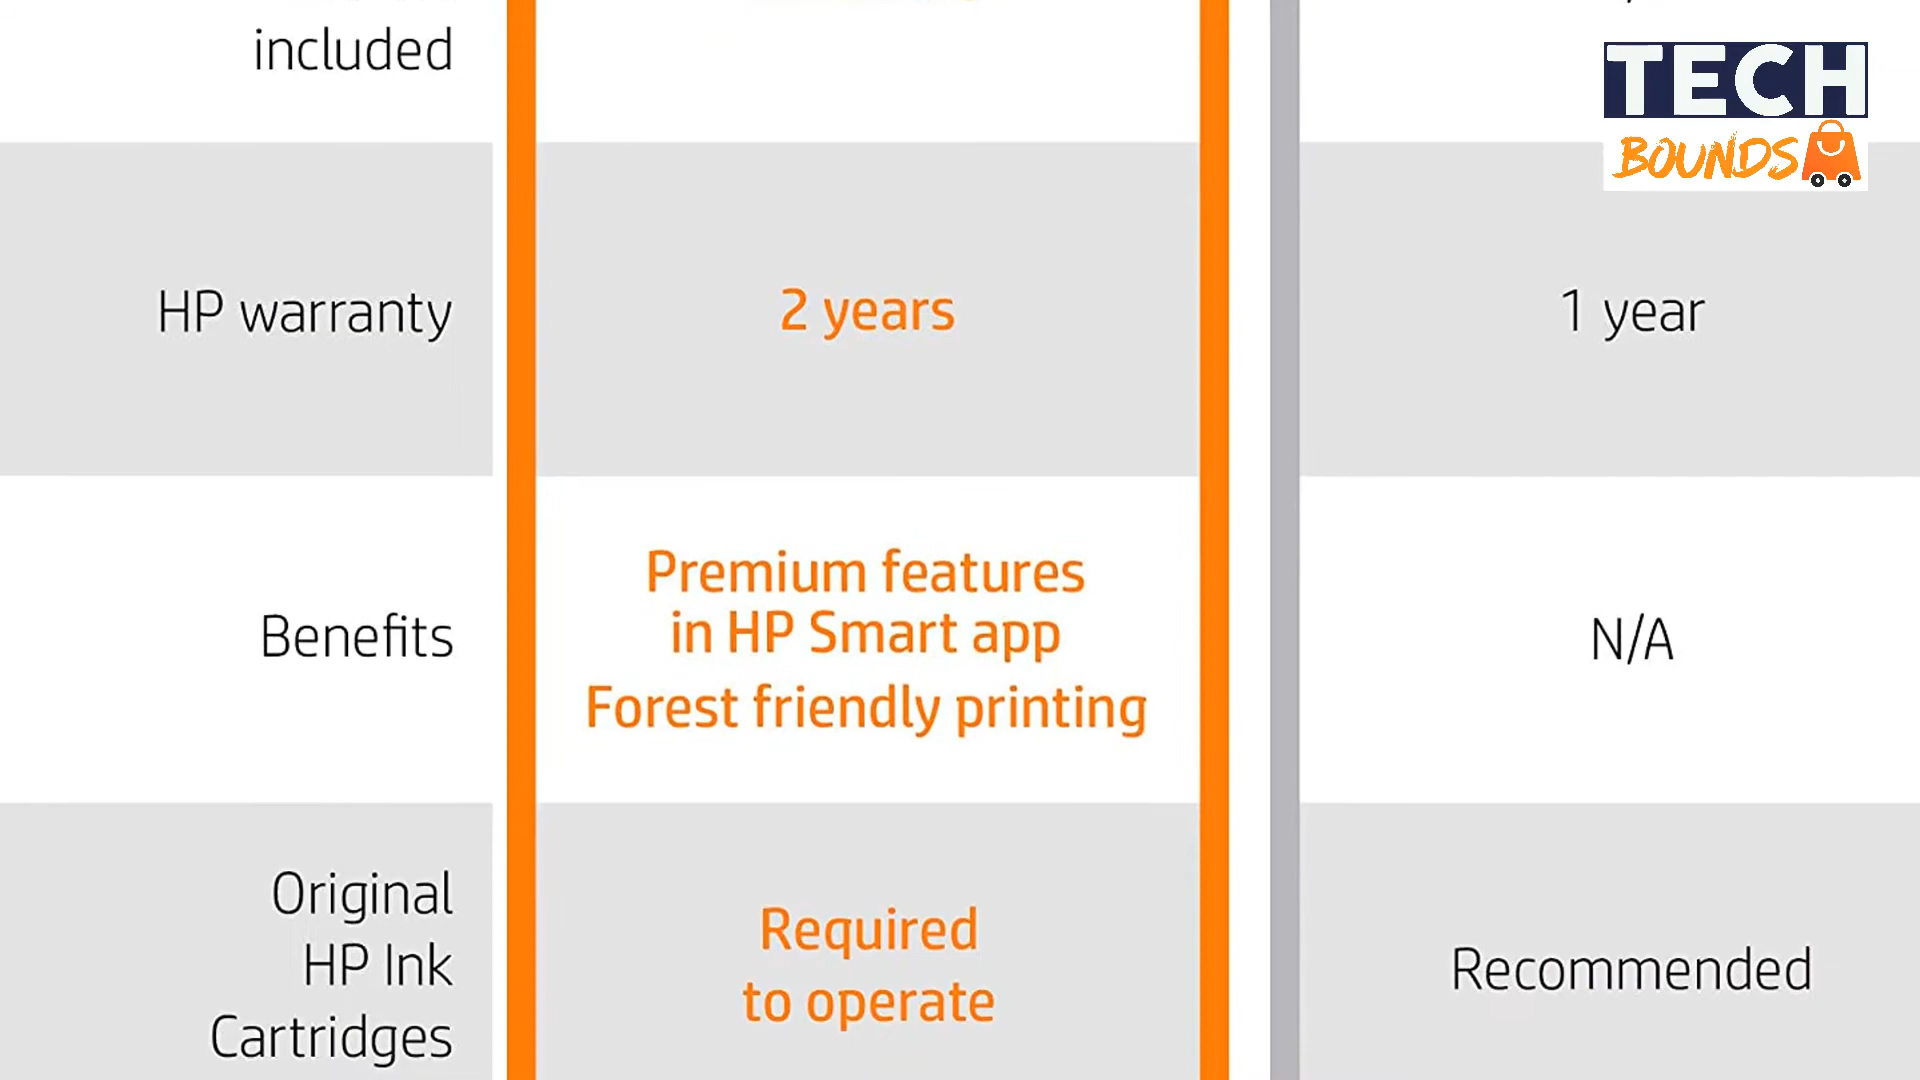 included
TECH
BOUNDS
HP warranty
2 years
1 year
Benefits
Premium features
in HP Smart app
Forest friendly printing
N/A
Original
HP Ink
Cartridges
Required
to operate
Recommended